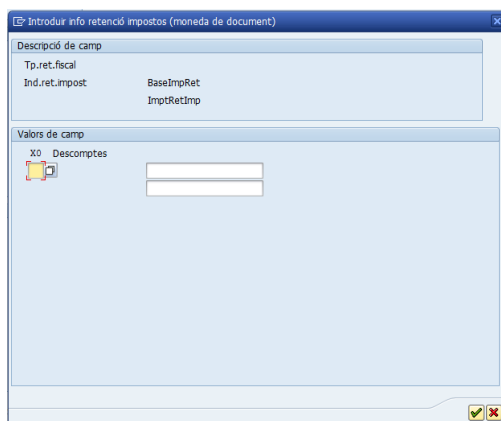 Introduir info retenció impostos (moneda de document)
Descripció de camp
Tp.ret.fiscal
Ind.ret.impost BaseImpRet
ImptRetImp
Valors de camp
X0 Descomptes